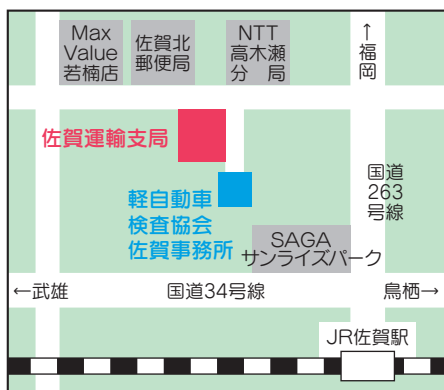 Max
Value
若楠店
佐賀北
郵便局
NTT
高木瀬
分　局
↑
福
岡
佐賀運輸支局
国道
263
号線
軽自動車
検査協会
佐賀事務所
SAGA
サンライズパーク
←武雄
国道34号線
鳥栖→
JR佐賀駅